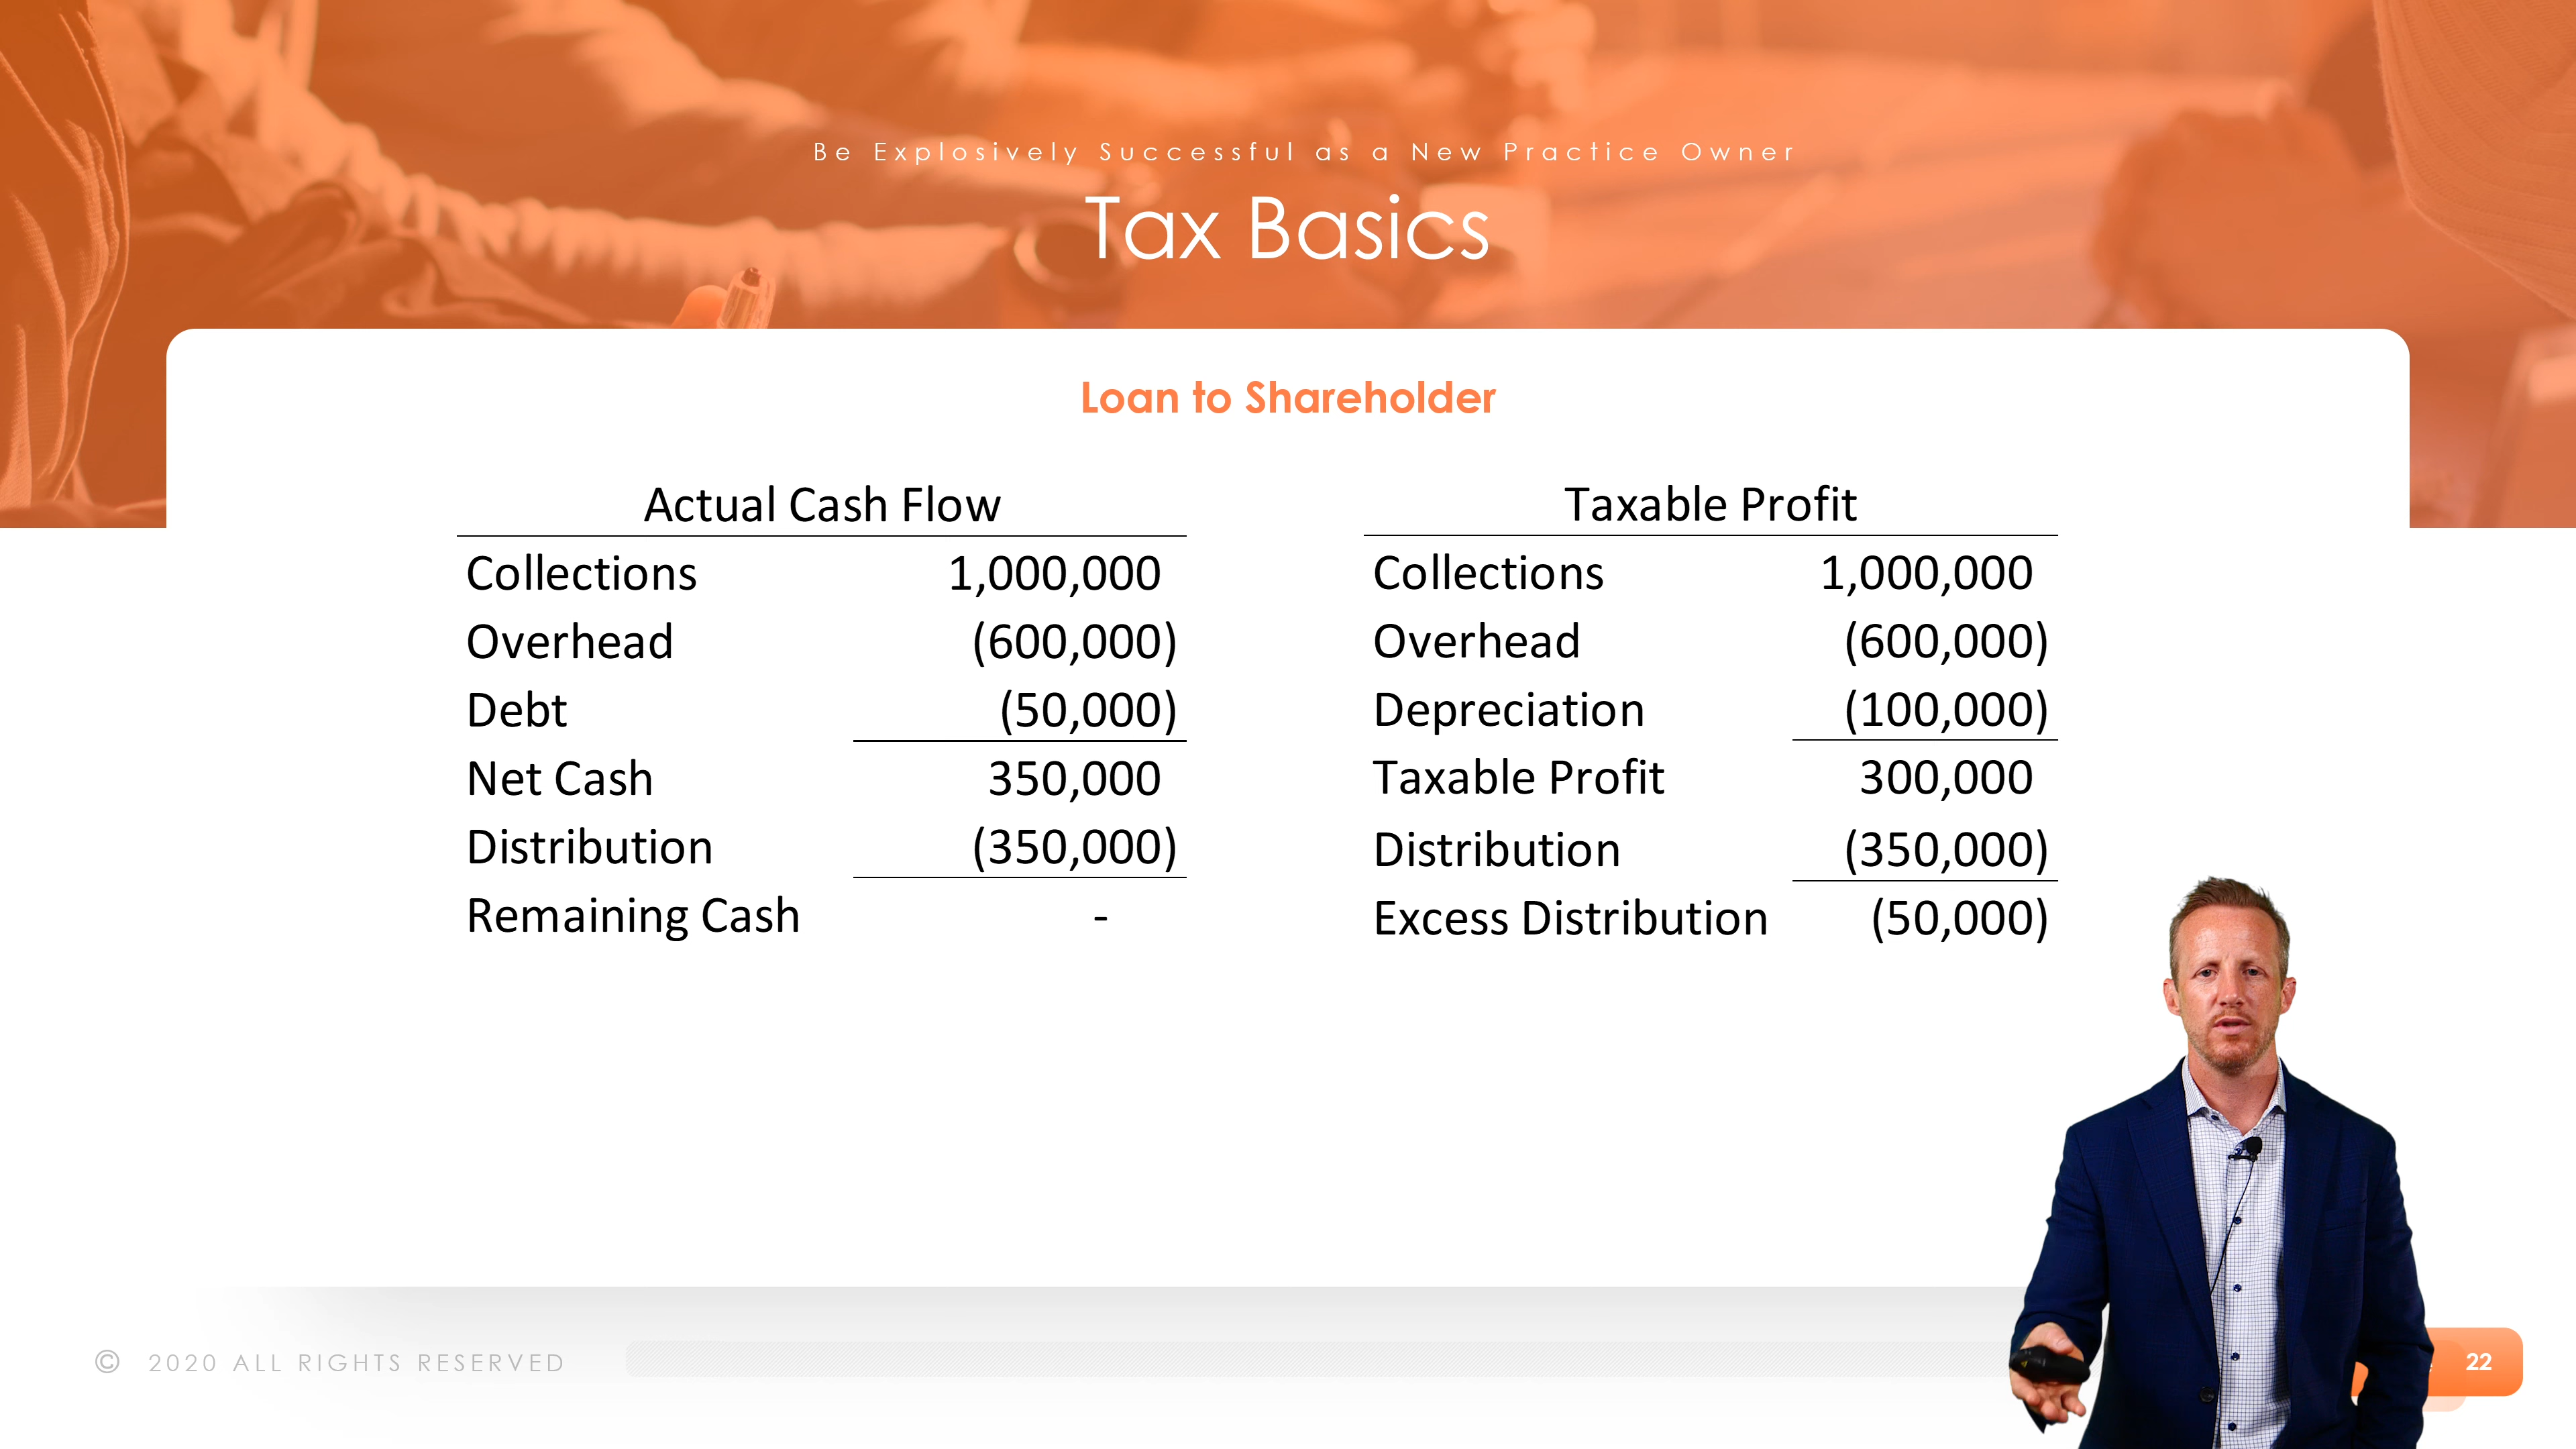 Be Explosively Successful as a New Practice Owner
Tax Basics
Loan to Shareholder
Actual Cash Flow
Collections 1,000,000
Overhead (600,000)
Debt (50,000)
Net Cash 350,000
Distribution (350,000)
Remaining Cash -
Taxable Profit
Collections 1,000,000
Overhead (600,000)
Depreciation (100,000)
Taxable Profit 300,000
Distribution (350,000)
Excess Distribution (50,000)
© 2020 ALL RIGHTS RESERVED
22